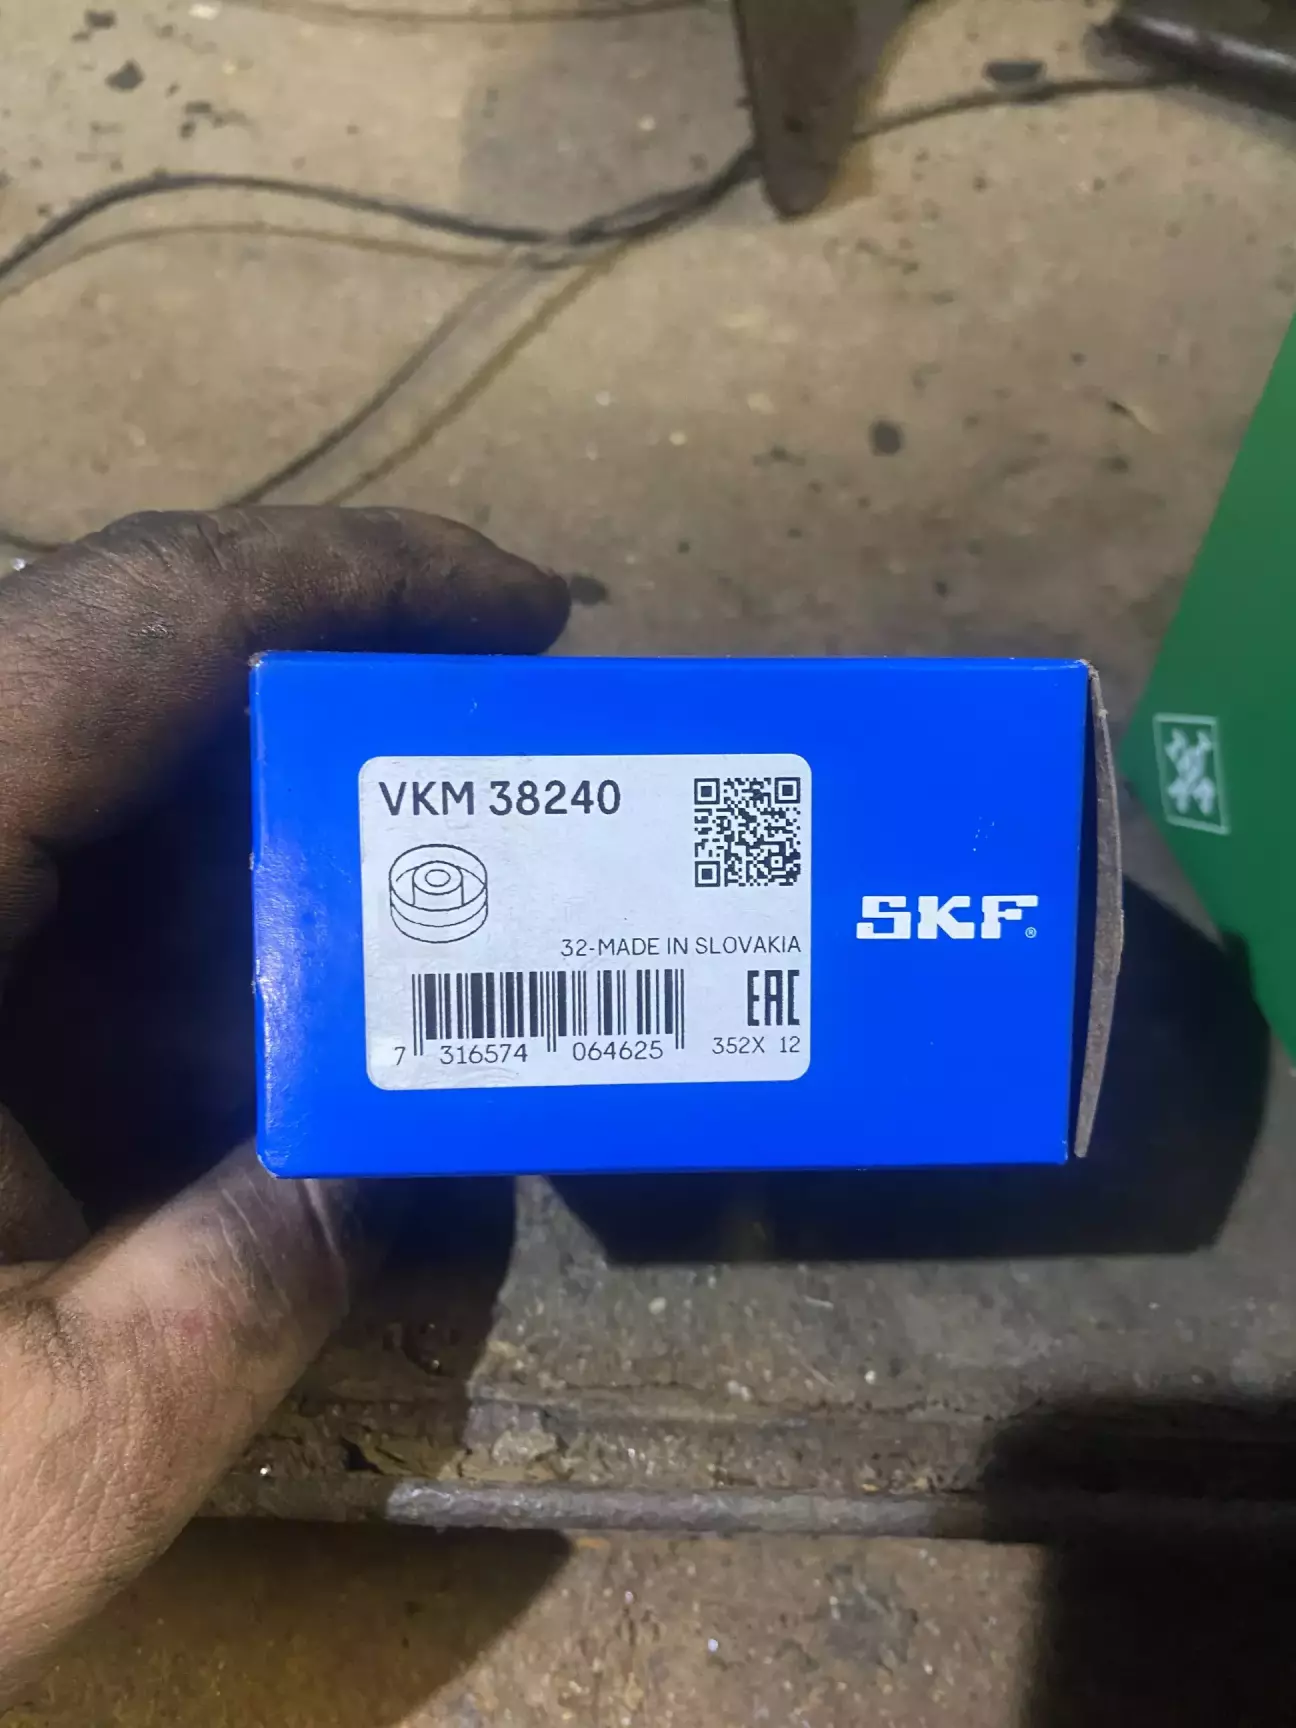 VKM 38240
32-MADE IN SLOVAKIA
SKF®
EAC
7 316574 064625
352X 12